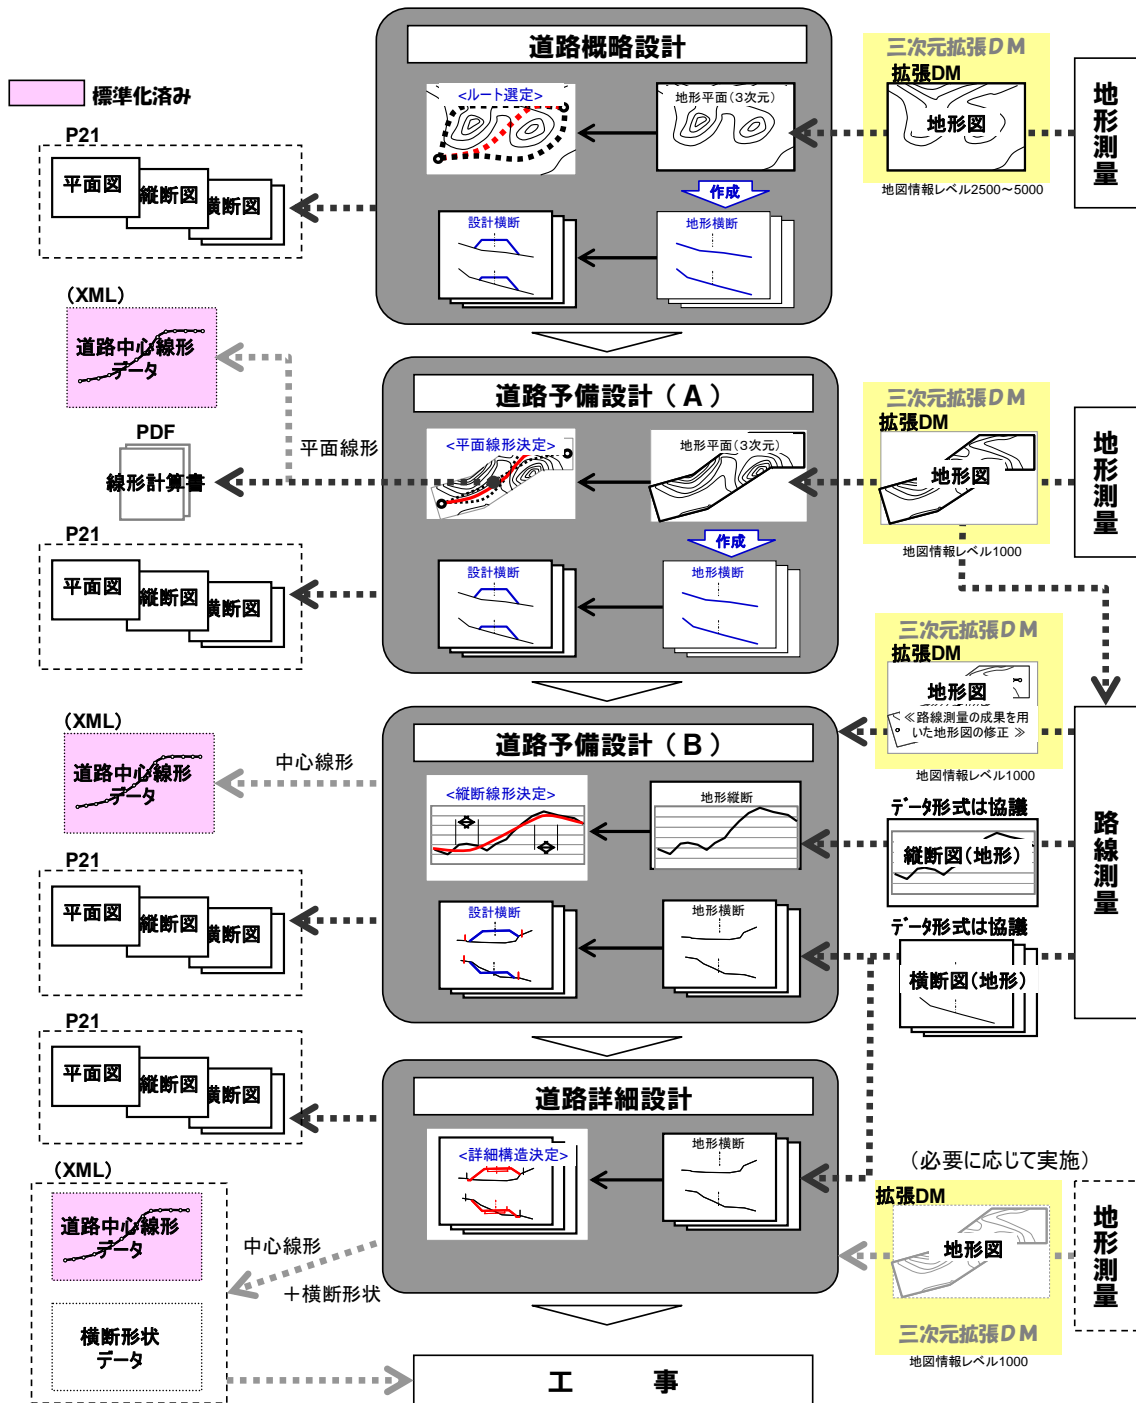 標準化済み
道路概略設計
<ルート選定>
地形平面(3次元)
作成
設計横断
地形横断
三次元拡張DM
拡張DM
地形図
地図情報レベル2500～5000
地形測量
P21
平面図
縦断図
横断図
(XML)
道路中心線形
データ
PDF
線形計算書
平面線形
道路予備設計(A)
<平面線形決定>
地形平面(3次元)
作成
設計横断
地形横断
三次元拡張DM
拡張DM
地形図
地図情報レベル1000
地形測量
P21
平面図
縦断図
横断図
(XML)
道路中心線形
データ
中心線形
道路予備設計(B)
<縦断線形決定>
地形縦断
設計横断
地形横断
三次元拡張DM
拡張DM
地形図
≪路線測量の成果を用
いた地形図の修正 ≫
地図情報レベル1000
データ形式は協議
縦断図(地形)
データ形式は協議
横断図(地形)
路線測量
P21
平面図
縦断図
横断図
P21
平面図
縦断図
横断図
道路詳細設計
<詳細構造決定>
地形横断
(必要に応じて実施)
拡張DM
地形図
三次元拡張DM
地図情報レベル1000
地形測量
(XML)
道路中心線形
データ
中心線形
＋横断形状
横断形状
データ
工 事